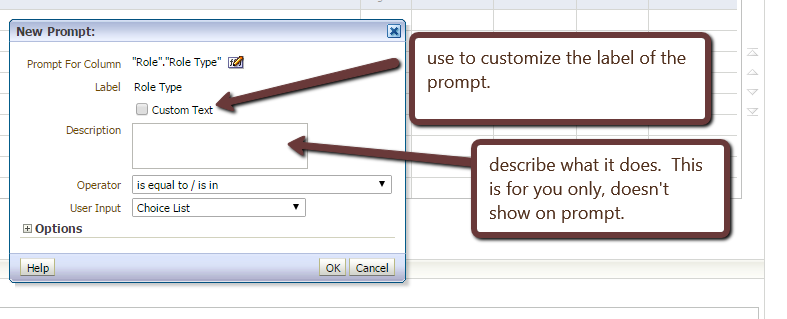 New Prompt:
Prompt For Column "Role"."Role Type"
Label Role Type
Custom Text
Description
Operator is equal to / is in
User Input Choice List
Options
Help OK Cancel
use to customize the label of the
prompt.
describe what it does.  This
is for you only, doesn't
show on prompt.